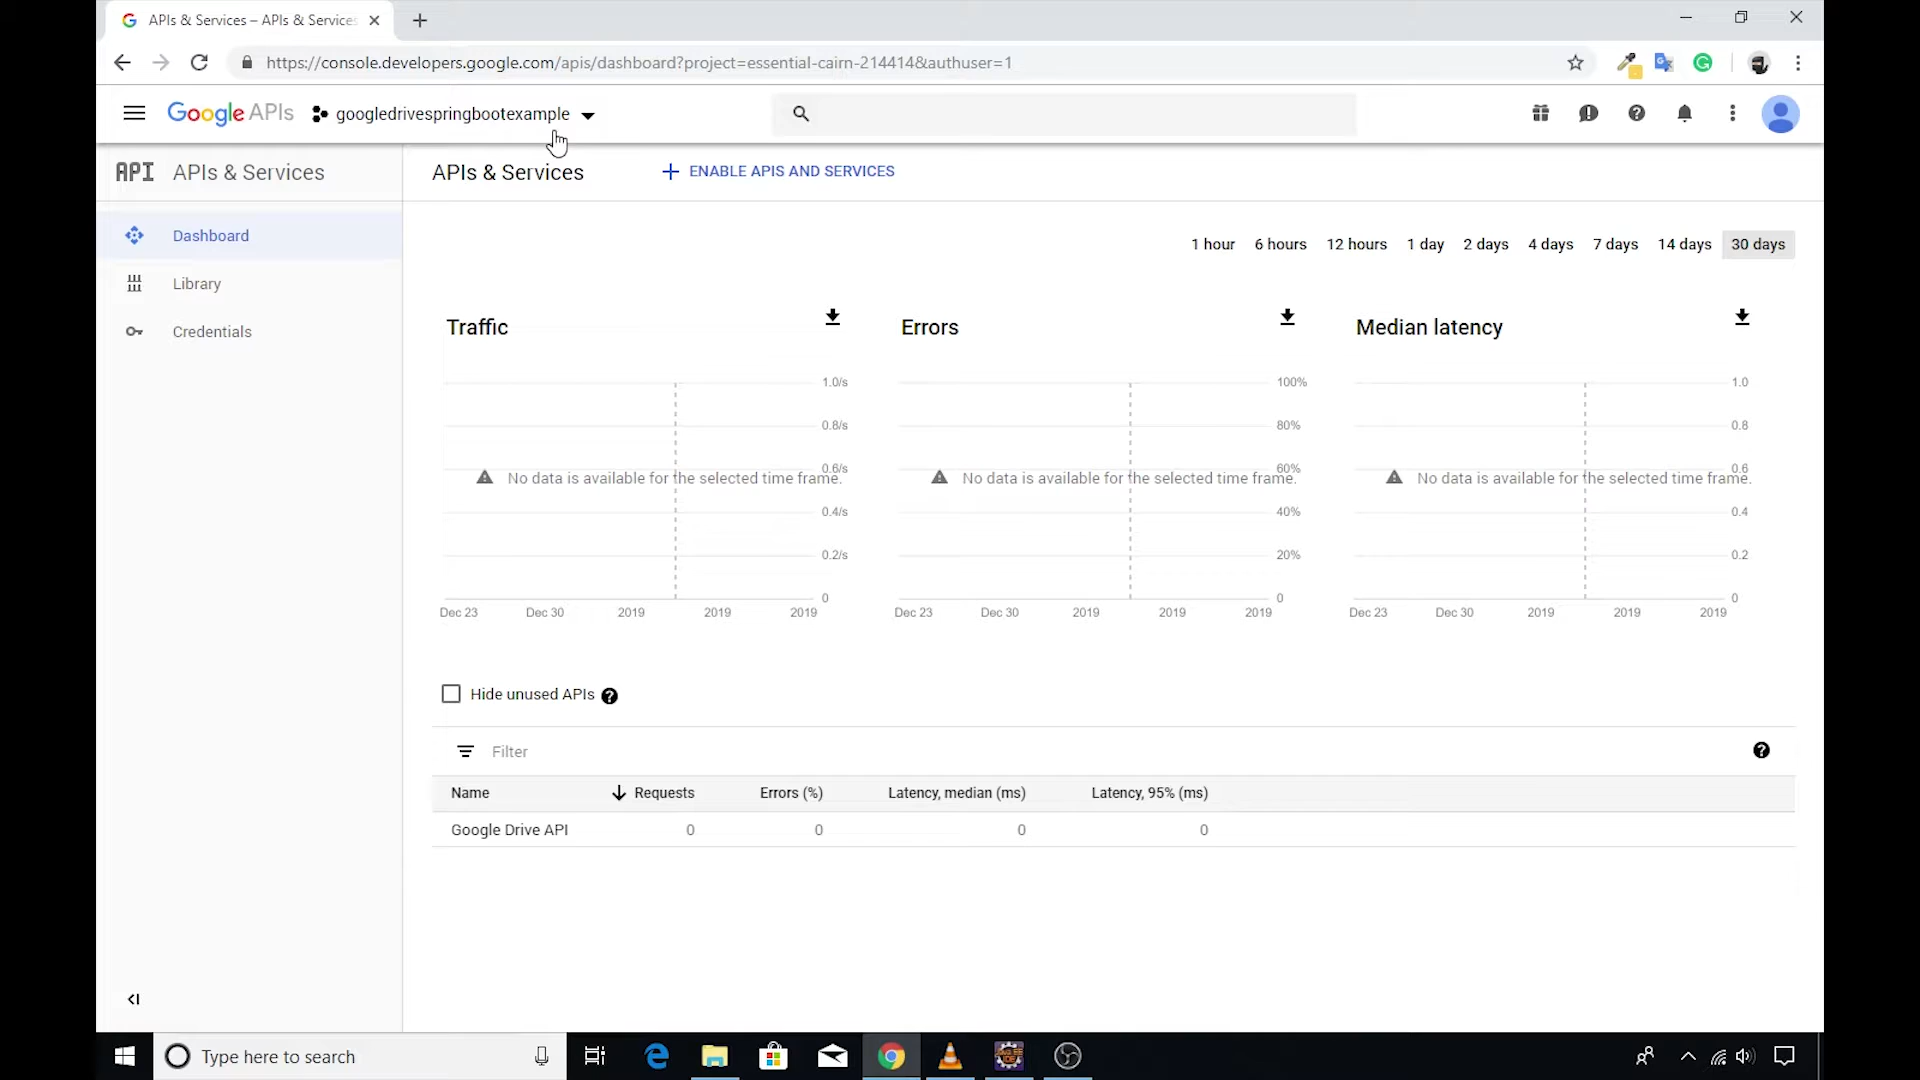 APIs & Services – APIs & Services
https://console.developers.google.com/apis/dashboard?project=essential-cairn-214414&authuser=1
Google APIs googledrivespringbootexample
API APIs & Services
APIs & Services ENABLE APIS AND SERVICES
Dashboard
Library
Credentials
1 hour 6 hours 12 hours 1 day 2 days 4 days 7 days 14 days 30 days
Traffic
1.0/s
0.8/s
0.6/s
No data is available for the selected time frame.
0.4/s
0.2/s
0
Dec 23 Dec 30 2019 2019 2019
Errors
100%
80%
60%
No data is available for the selected time frame.
40%
20%
0
Dec 23 Dec 30 2019 2019 2019
Median latency
1.0
0.8
0.6
No data is available for the selected time frame.
0.4
0.2
0
Dec 23 Dec 30 2019 2019 2019
Hide unused APIs
Filter
Name Requests Errors (%) Latency, median (ms) Latency, 95% (ms)
Google Drive API 0 0 0 0
Type here to search